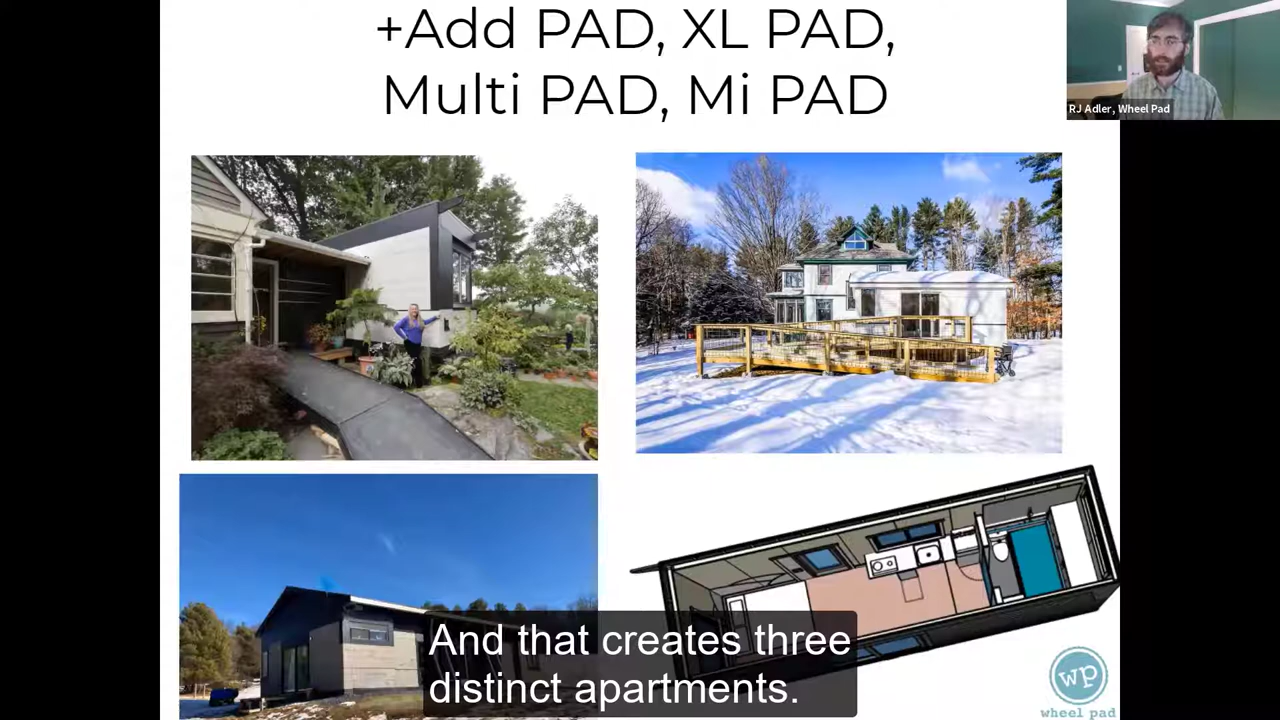 +Add PAD, XL PAD,
Multi PAD, Mi PAD
RJ Adler, Wheel Pad
And that creates three
distinct apartments.
wp
wheel pad